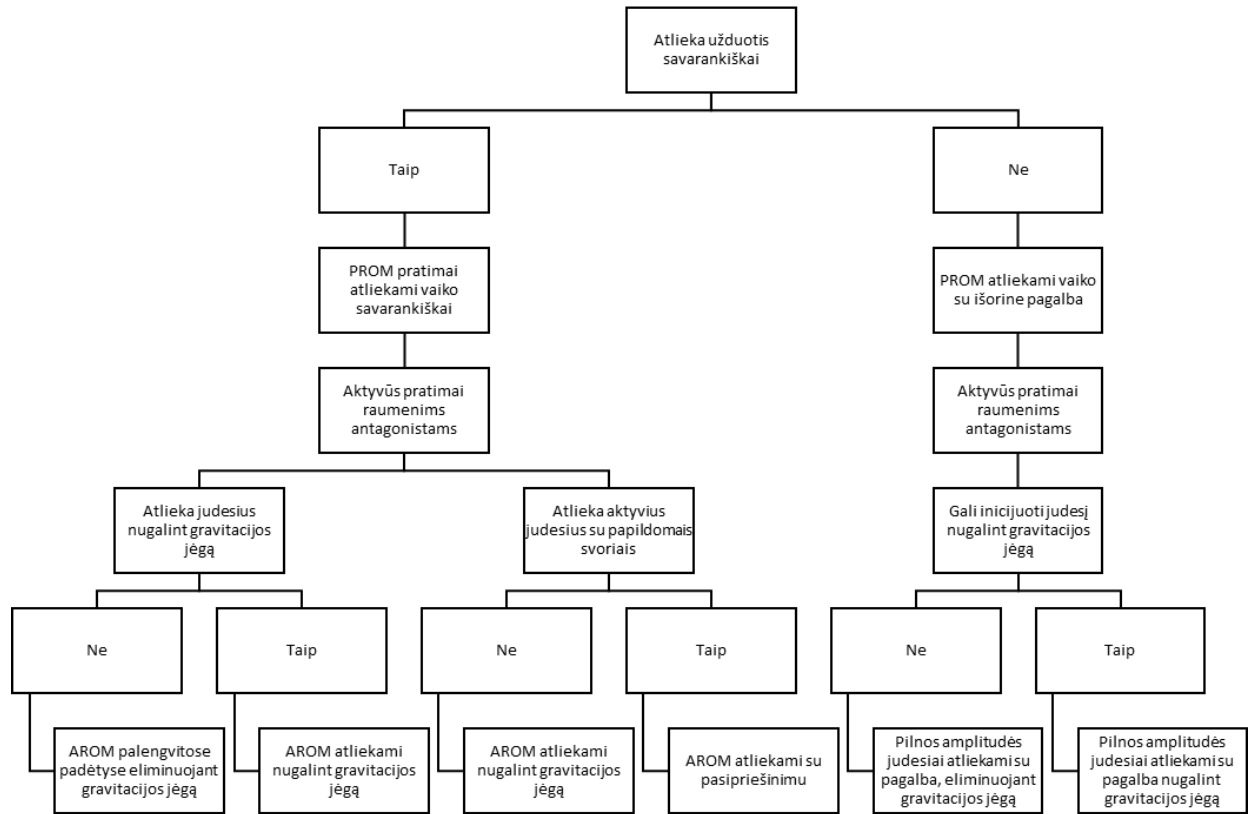 Atlieka užduotis
savarankiškai
Taip
Ne
PROM pratimai
atliekami vaiko
savarankiškai
PROM atliekami vaiko
su išorine pagalba
Aktyvūs pratimai
raumenims
antagonistams
Aktyvūs pratimai
raumenims
antagonistams
Atlieka judesius
nugalint gravitacijos
jėgą
Atlieka aktyvius
judesius su papildomais
svoriais
Gali inicijuoti judesį
nugalint gravitacijos
jėgą
Ne
Taip
Ne
Taip
Ne
Taip
AROM palengvitose
padėtyse eliminuojant
gravitacijos jėgą
AROM atliekami
nugalint gravitacijos
jėgą
AROM atliekami
nugalint gravitacijos
jėgą
AROM atliekami su
pasipriešinimu
Pilnos amplitudės
judesiai atliekami su
pagalba, eliminuojant
gravitacijos jėgą
Pilnos amplitudės
judesiai atliekami su
pagalba nugalint
gravitacijos jėgą